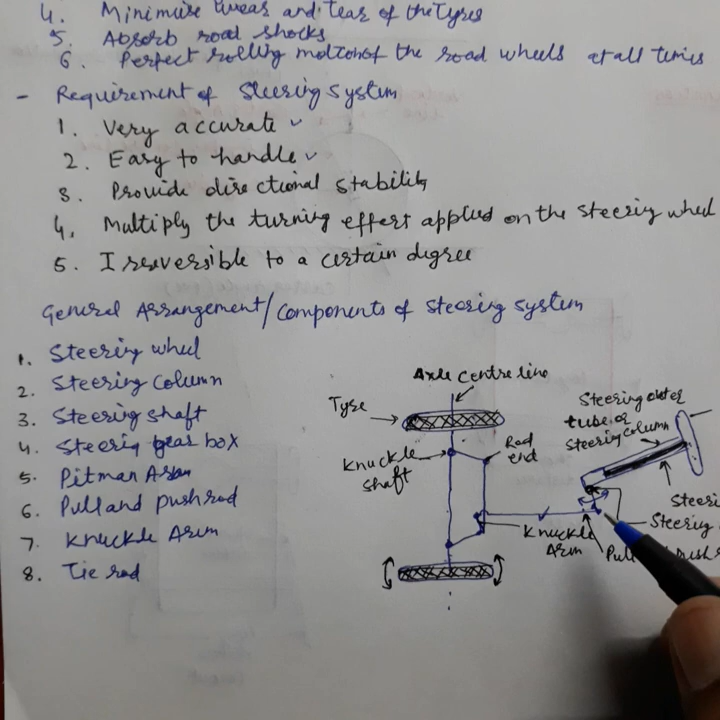 4. Minimise wear and Tear of the Tyres
5. Absorb road shocks
6. Perfect rolling motion of the road wheels at all times
- Requirement of Steering System
1. Very accurate ✓
2. Easy to handle ✓
3. Provide directional stability
4. Multiply the turning effort applied on the steering wheel
5. Irreversible to a certain degree
General Arrangement/Components of Steering System
1. Steering wheel
2. Steering Column
3. Steering shaft
4. Steering gear box
5. Pitman Arm
6. Pull and push rod
7. Knuckle Arm
8. Tie rod
Axle centre line
Tyre
Knuckle
shaft
Rod
end
Steering outer
tube or
Steering column
Steeri
Steering
Knuckle
Arm
Pull
push r